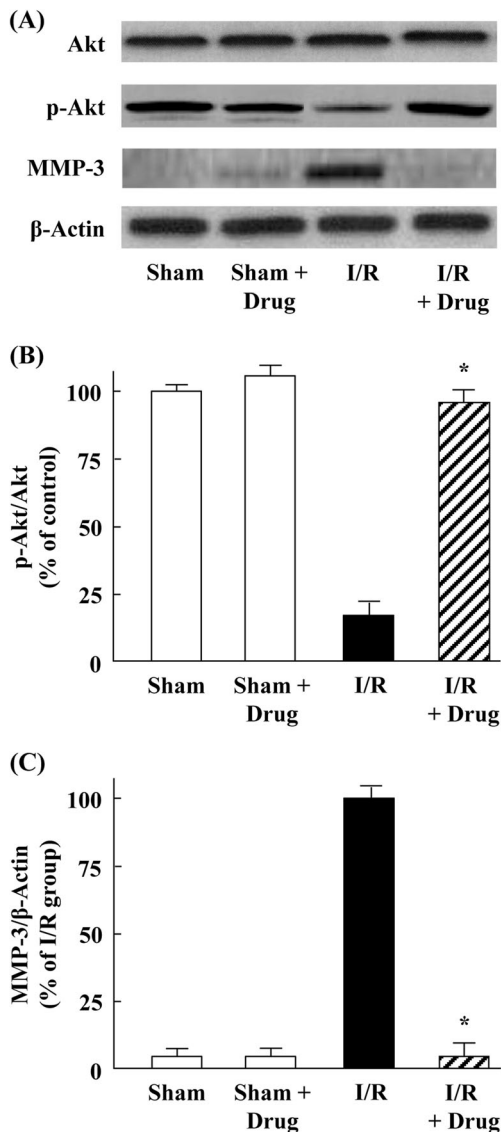 (A)
Akt
p-Akt
MMP-3
β-Actin
Sham Sham + I/R I/R
Drug + Drug
(B)
*
100
75
50
25
0
p-Akt/Akt
(% of control)
Sham Sham + I/R I/R
Drug + Drug
(C)
100
75
50
25
*
0
MMP-3/β-Actin
(% of I/R group)
Sham Sham + I/R I/R
Drug + Drug